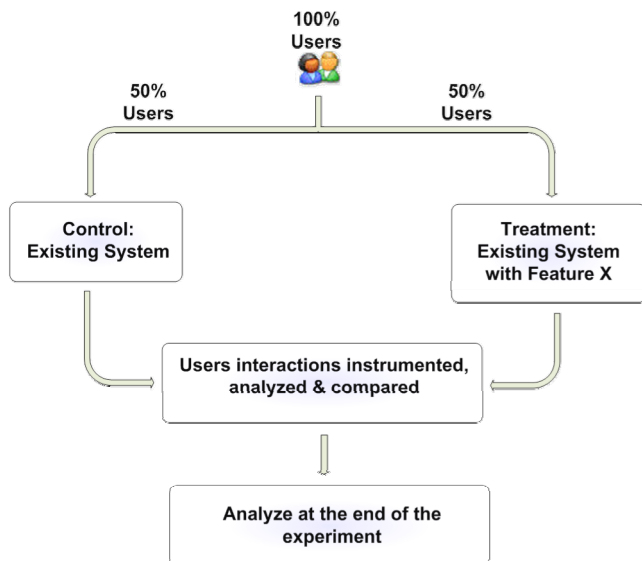 100%
Users
50%
Users
50%
Users
Control:
Existing System
Treatment:
Existing System
with Feature X
Users interactions instrumented,
analyzed & compared
Analyze at the end of the
experiment